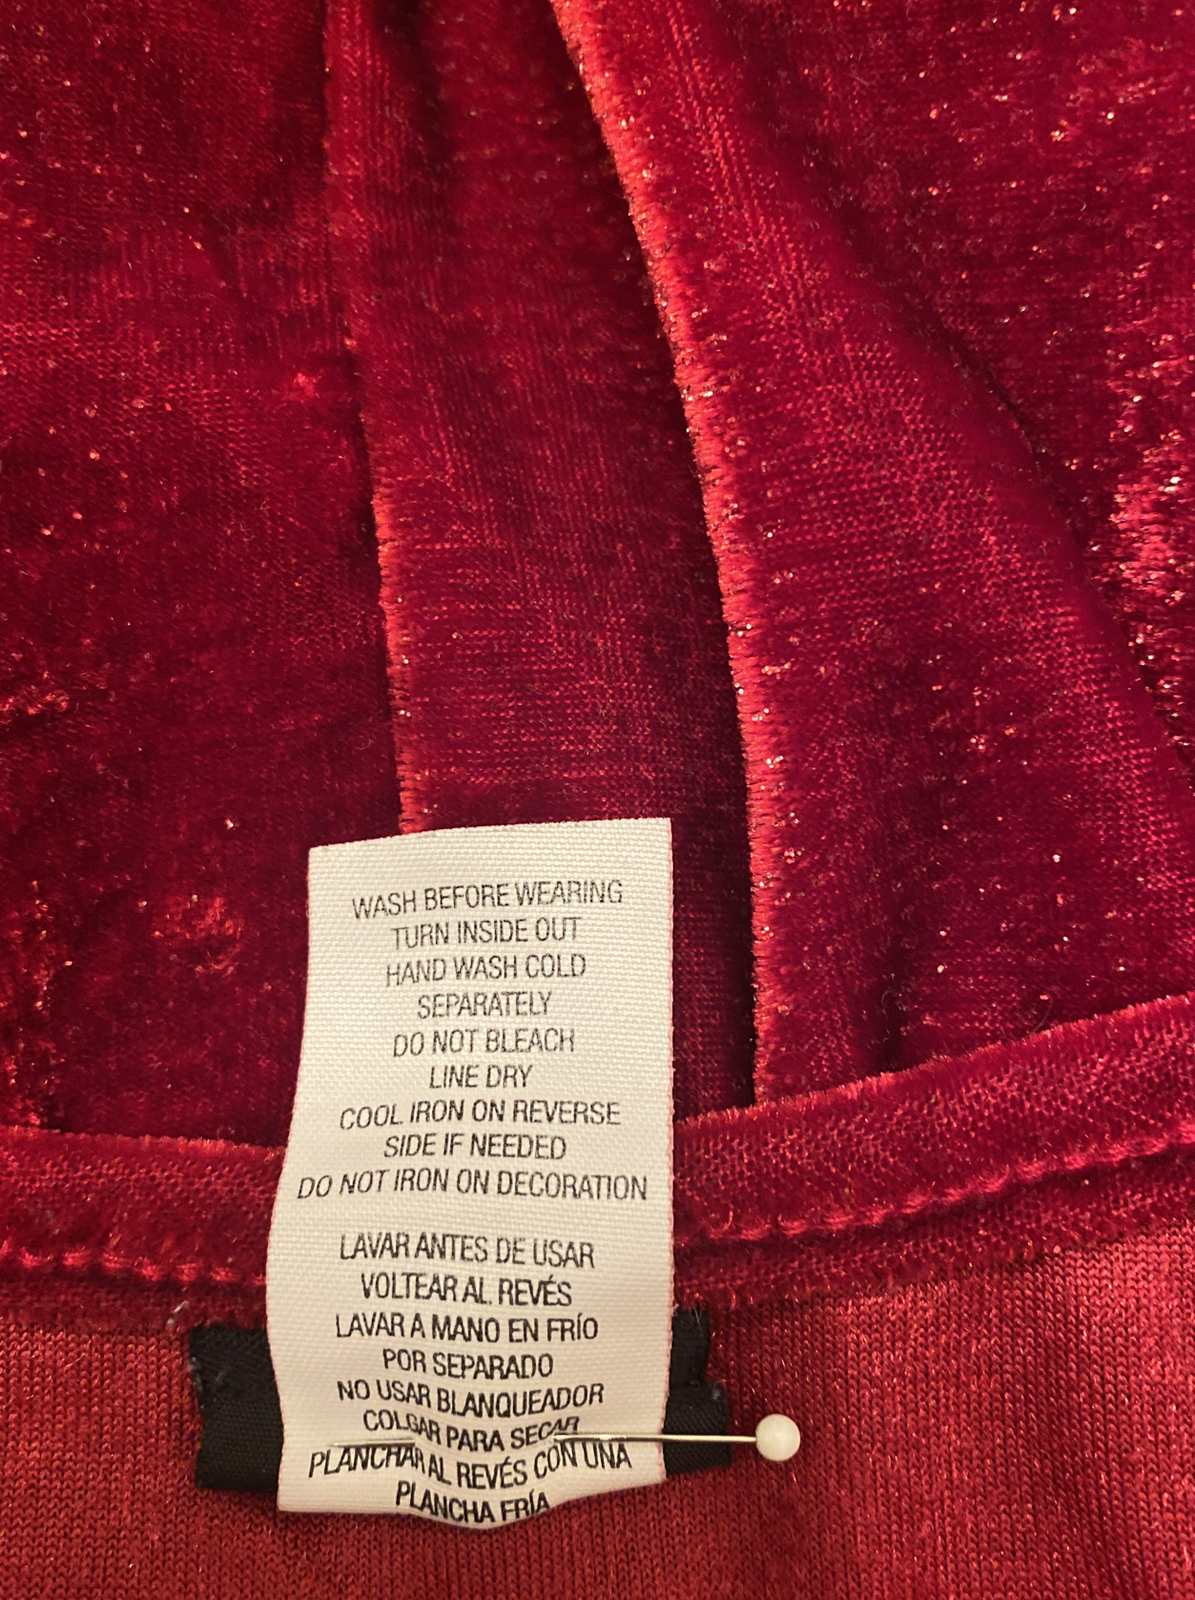 WASH BEFORE WEARING
TURN INSIDE OUT
HAND WASH COLD
SEPARATELY
DO NOT BLEACH
LINE DRY
COOL IRON ON REVERSE
SIDE IF NEEDED
DO NOT IRON ON DECORATION
LAVAR ANTES DE USAR
VOLTEAR AL REVÉS
LAVAR A MANO EN FRÍO
POR SEPARADO
NO USAR BLANQUEADOR
COLGAR PARA SECAR
PLANCHAR AL REVÉS CON UNA
PLANCHA FRÍA